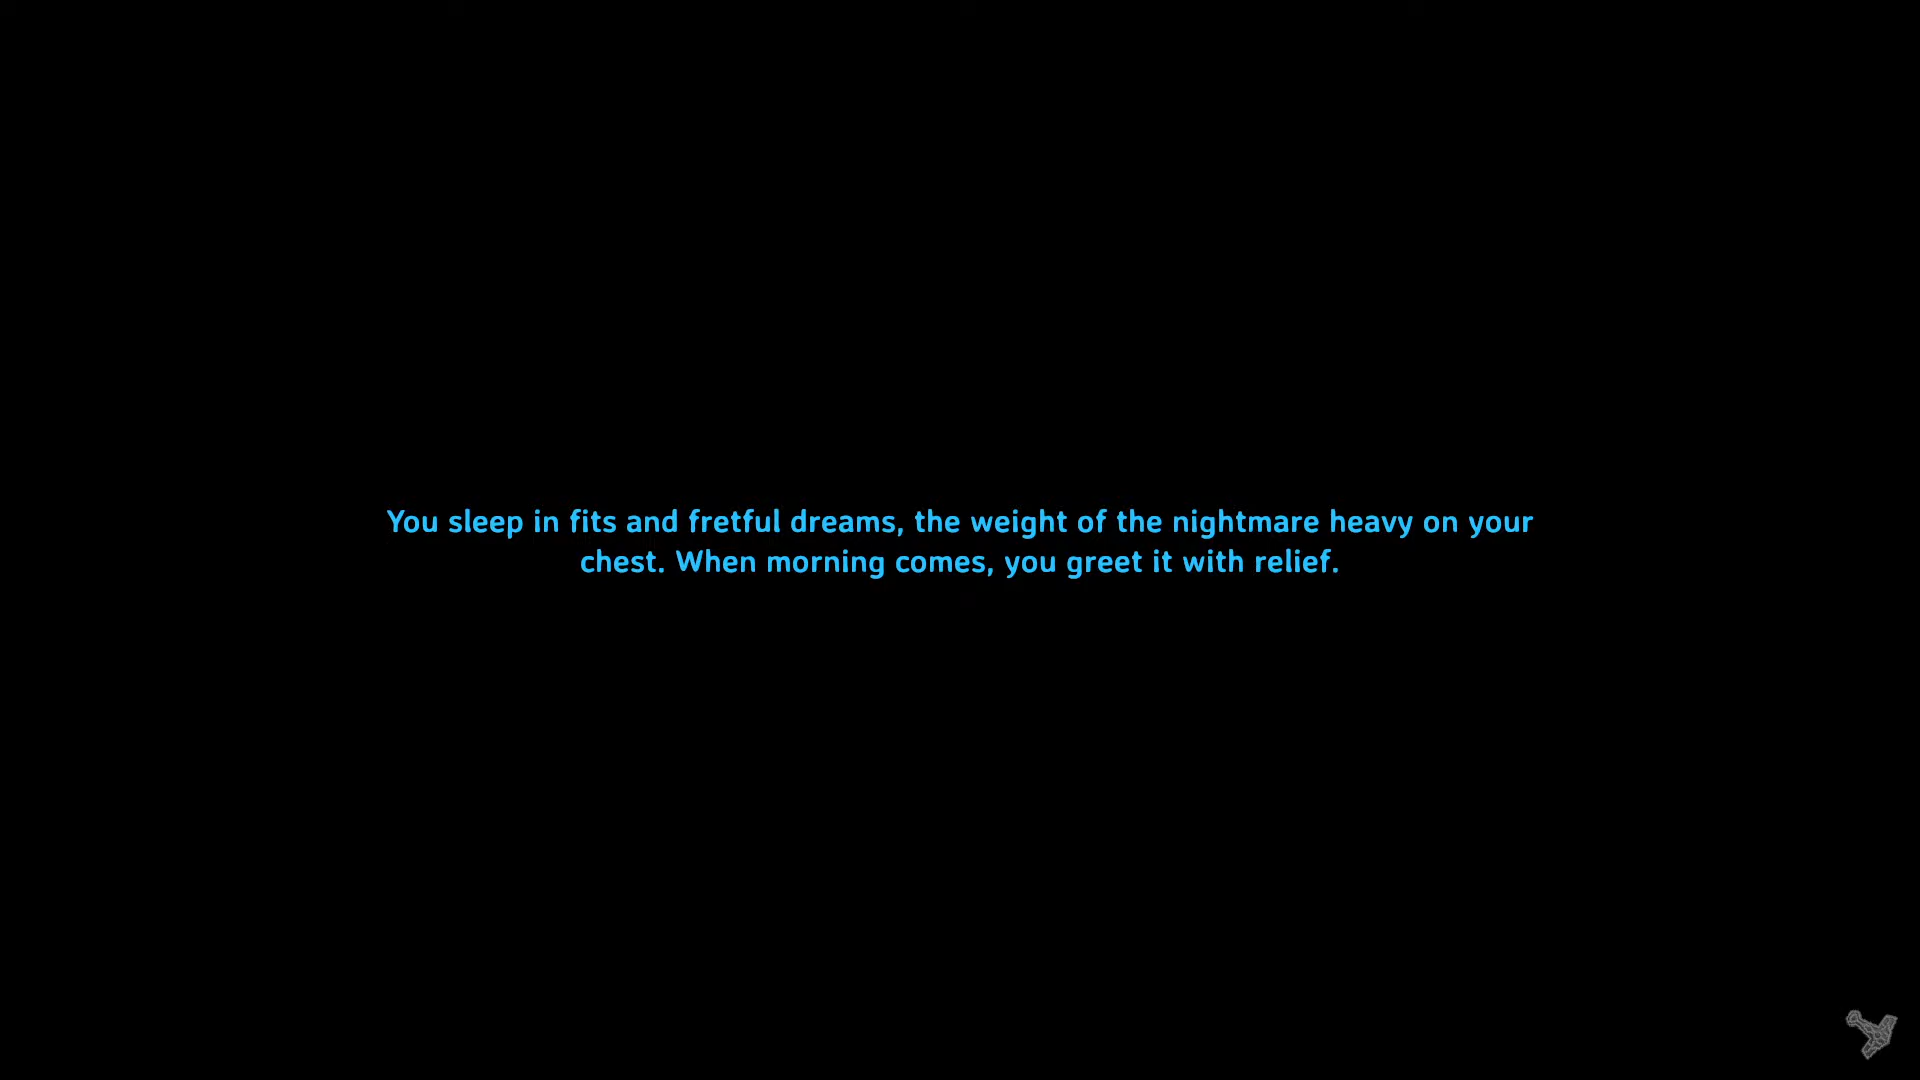 You sleep in fits and fretful dreams, the weight of the nightmare heavy on your
chest. When morning comes, you greet it with relief.